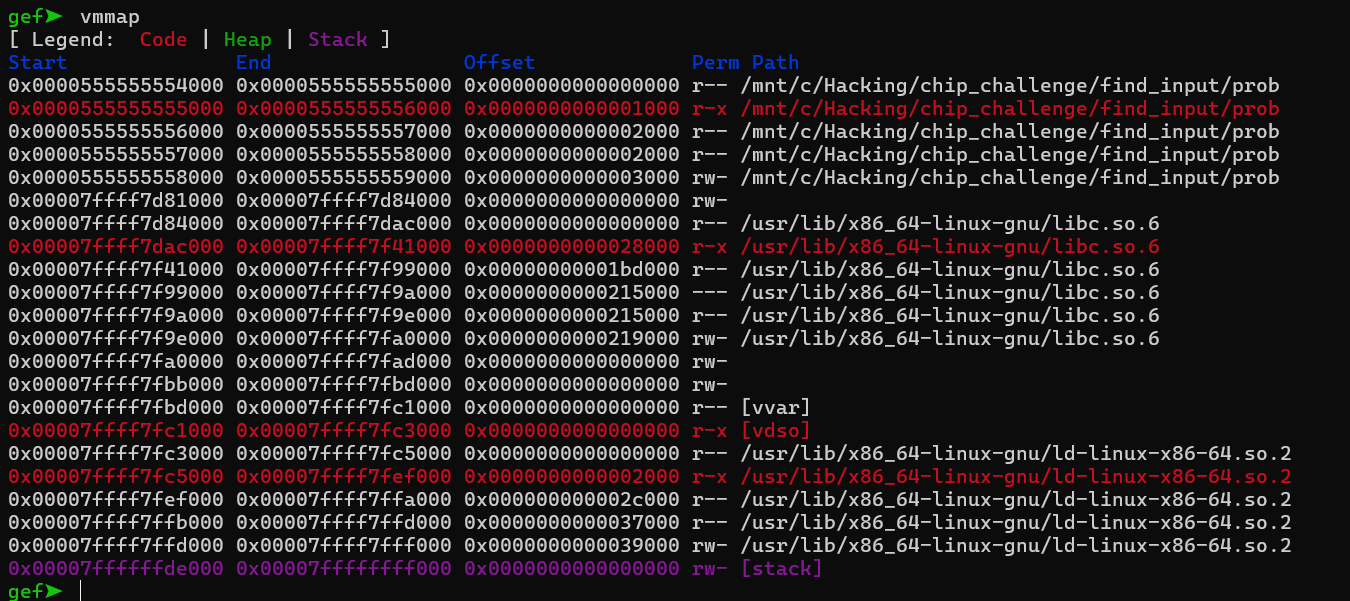 gef➤  vmmap
[ Legend:  Code | Heap | Stack ]
Start              End                Offset             Perm Path
0x0000555555554000 0x0000555555555000 0x0000000000000000 r-- /mnt/c/Hacking/chip_challenge/find_input/prob
0x0000555555555000 0x0000555555556000 0x0000000000001000 r-x /mnt/c/Hacking/chip_challenge/find_input/prob
0x0000555555556000 0x0000555555557000 0x0000000000002000 r-- /mnt/c/Hacking/chip_challenge/find_input/prob
0x0000555555557000 0x0000555555558000 0x0000000000002000 r-- /mnt/c/Hacking/chip_challenge/find_input/prob
0x0000555555558000 0x0000555555559000 0x0000000000003000 rw- /mnt/c/Hacking/chip_challenge/find_input/prob
0x00007ffff7d81000 0x00007ffff7d84000 0x0000000000000000 rw-
0x00007ffff7d84000 0x00007ffff7dac000 0x0000000000000000 r-- /usr/lib/x86_64-linux-gnu/libc.so.6
0x00007ffff7dac000 0x00007ffff7f41000 0x0000000000028000 r-x /usr/lib/x86_64-linux-gnu/libc.so.6
0x00007ffff7f41000 0x00007ffff7f99000 0x00000000001bd000 r-- /usr/lib/x86_64-linux-gnu/libc.so.6
0x00007ffff7f99000 0x00007ffff7f9a000 0x0000000000215000 --- /usr/lib/x86_64-linux-gnu/libc.so.6
0x00007ffff7f9a000 0x00007ffff7f9e000 0x0000000000215000 r-- /usr/lib/x86_64-linux-gnu/libc.so.6
0x00007ffff7f9e000 0x00007ffff7fa0000 0x0000000000219000 rw- /usr/lib/x86_64-linux-gnu/libc.so.6
0x00007ffff7fa0000 0x00007ffff7fad000 0x0000000000000000 rw-
0x00007ffff7fbb000 0x00007ffff7fbd000 0x0000000000000000 rw-
0x00007ffff7fbd000 0x00007ffff7fc1000 0x0000000000000000 r-- [vvar]
0x00007ffff7fc1000 0x00007ffff7fc3000 0x0000000000000000 r-x [vdso]
0x00007ffff7fc3000 0x00007ffff7fc5000 0x0000000000000000 r-- /usr/lib/x86_64-linux-gnu/ld-linux-x86-64.so.2
0x00007ffff7fc5000 0x00007ffff7fef000 0x0000000000002000 r-x /usr/lib/x86_64-linux-gnu/ld-linux-x86-64.so.2
0x00007ffff7fef000 0x00007ffff7ffa000 0x000000000002c000 r-- /usr/lib/x86_64-linux-gnu/ld-linux-x86-64.so.2
0x00007ffff7ffb000 0x00007ffff7ffd000 0x0000000000037000 r-- /usr/lib/x86_64-linux-gnu/ld-linux-x86-64.so.2
0x00007ffff7ffd000 0x00007ffff7fff000 0x0000000000039000 rw- /usr/lib/x86_64-linux-gnu/ld-linux-x86-64.so.2
0x00007ffffffde000 0x00007ffffffff000 0x0000000000000000 rw- [stack]
gef➤